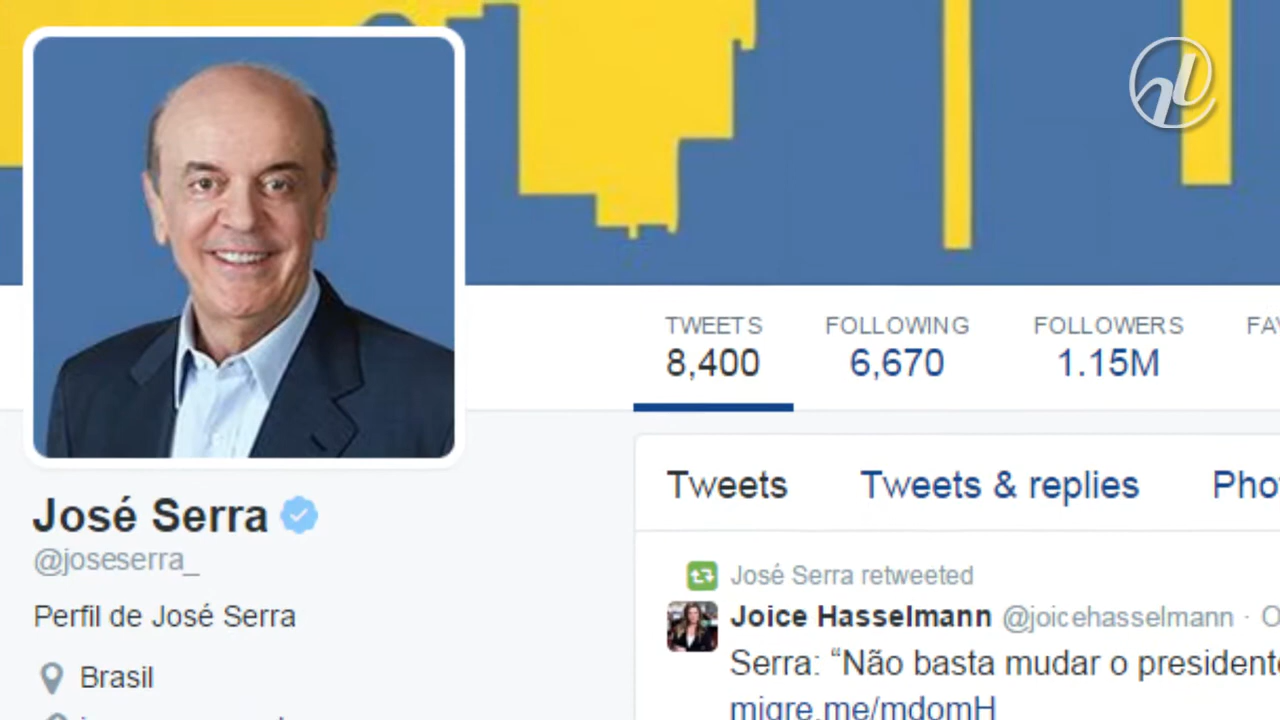 TWEETS FOLLOWING FOLLOWERS
8,400 6,670 1.15M
José Serra
@joseserra_
Perfil de José Serra
Brasil
Tweets Tweets & replies
José Serra retweeted
Joice Hasselmann @joicehasselmann ·
Serra: “Não basta mudar o presidente
migre.me/mdomH